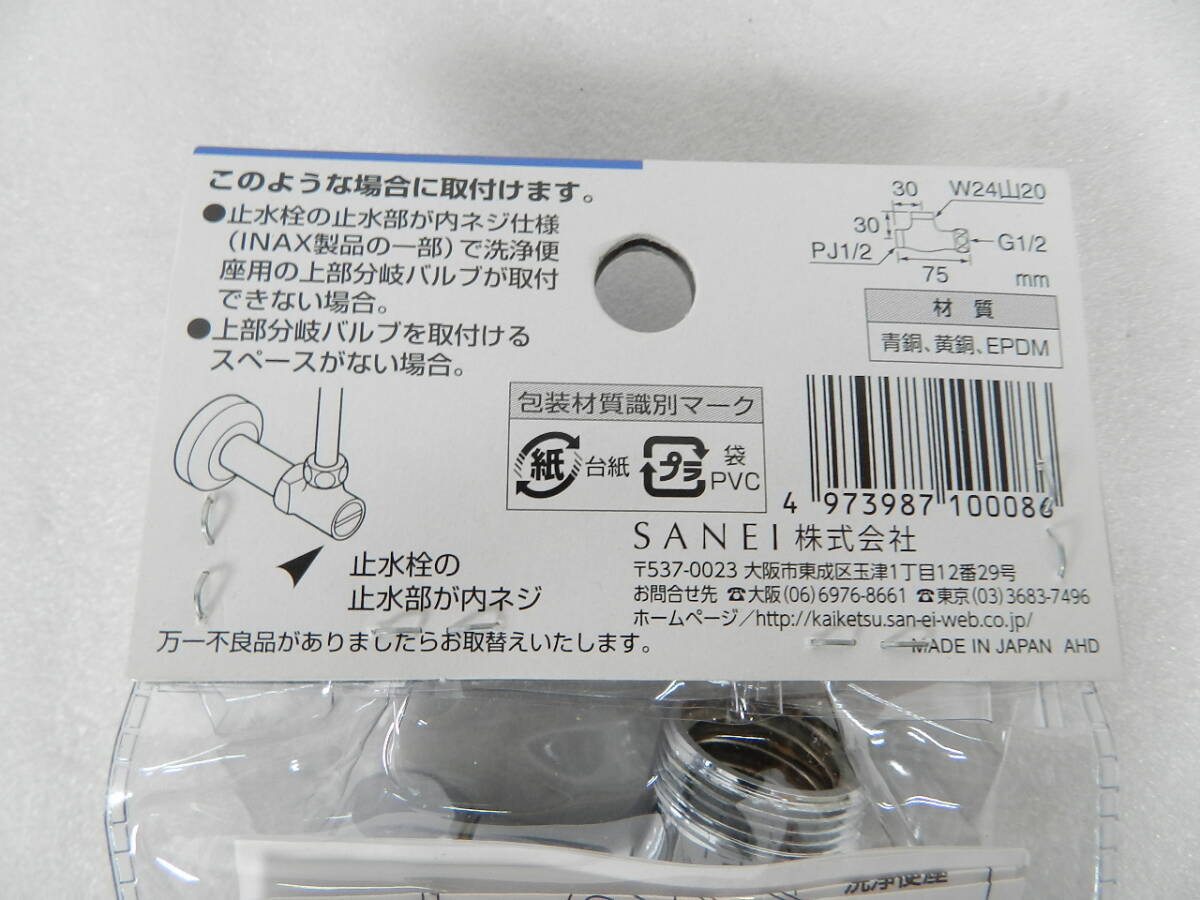 このような場合に取付けます。
●止水栓の止水部が内ネジ仕様
（INAX製品の一部）で洗浄便
座用の上部分岐バルブが取付
できない場合。
●上部分岐バルブを取付ける
スペースがない場合。
止水栓の
止水部が内ネジ
万一不良品がありましたらお取替えいたします。
30 W24山20
30
PJ1/2 G1/2
75 mm
材質
青銅、黄銅、EPDM
包装材質識別マーク
紙 台紙 プラ 袋
PVC
4 973987 100086
SANEI 株式会社
〒537-0023 大阪市東成区玉津1丁目12番29号
お問合せ先 ☎大阪(06)6976-8661 ☎東京(03)3683-7496
ホームページ／http://kaiketsu.san-ei-web.co.jp/
MADE IN JAPAN AHD
洗浄便座